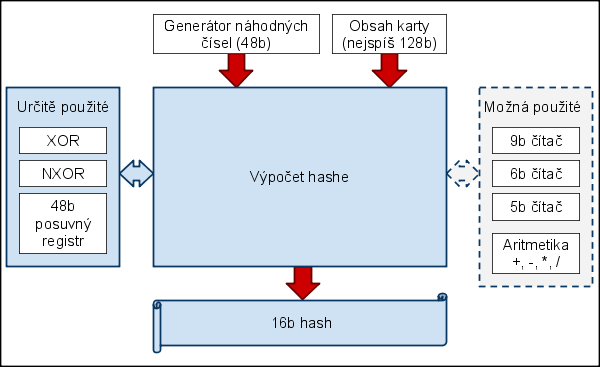 Generátor náhodných
čísel (48b)
Obsah karty
(nejspíš 128b)
Určitě použité
XOR
NXOR
48b
posuvný
registr
Výpočet hashe
Možná použité
9b čítač
6b čítač
5b čítač
Aritmetika
+, -, *, /
16b hash